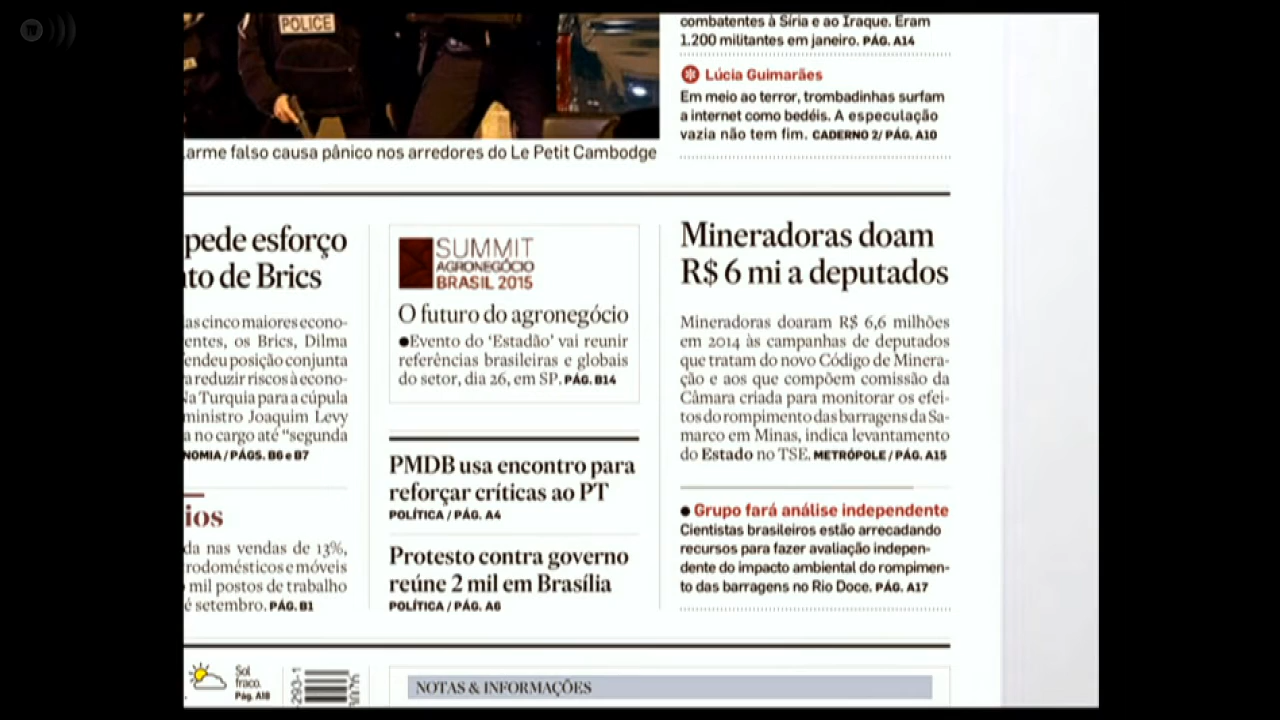 POLICE
combatentes à Síria e ao Iraque. Eram
1.200 militantes em janeiro. PÁG. A14
Lúcia Guimarães
Em meio ao terror, trombadinhas surfam
a internet como bedéis. A especulação
vazia não tem fim. CADERNO 2/ PÁG. A10
arme falso causa pânico nos arredores do Le Petit Cambodge
pede esforço
to de Brics
as cinco maiores econo-
entes, os Brics, Dilma
endeu posição conjunta
a reduzir riscos à econo-
Na Turquia para a cúpula
ministro Joaquim Levy
a no cargo até “segunda
NOMIA / PÁGS. B6 e B7
ios
da nas vendas de 13%,
rodomésticos e móveis
mil postos de trabalho
é setembro. PÁG. B1
SUMMIT
AGRONEGÓCIO
BRASIL 2015
O futuro do agronegócio
●Evento do ‘Estadão’ vai reunir
referências brasileiras e globais
do setor, dia 26, em SP. PÁG. B14
PMDB usa encontro para
reforçar críticas ao PT
POLÍTICA / PÁG. A4
Protesto contra governo
reúne 2 mil em Brasília
POLÍTICA / PÁG. A6
Mineradoras doam
R$ 6 mi a deputados
Mineradoras doaram R$ 6,6 milhões
em 2014 às campanhas de deputados
que tratam do novo Código de Minera-
ção e aos que compõem comissão da
Câmara criada para monitorar os efei-
tos do rompimento das barragens da Sa-
marco em Minas, indica levantamento
do Estado no TSE. METRÓPOLE / PÁG. A15
● Grupo fará análise independente
Cientistas brasileiros estão arrecadando
recursos para fazer avaliação indepen-
dente do impacto ambiental do rompimen-
to das barragens no Rio Doce. PÁG. A17
Sol
fraco.
Pág. A18
293-1
NOTAS & INFORMAÇÕES